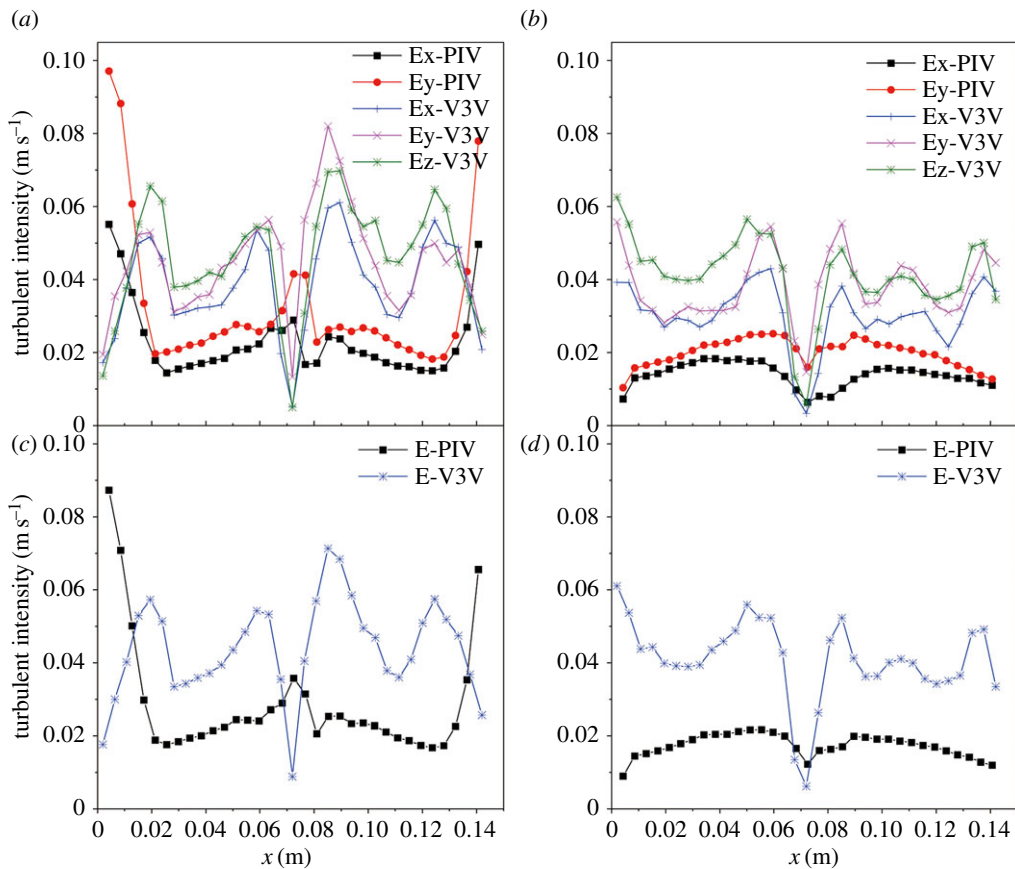 (a)
(b)
Ex-PIV
Ey-PIV
Ex-V3V
Ey-V3V
Ez-V3V
Ex-PIV
Ey-PIV
Ex-V3V
Ey-V3V
Ez-V3V
0.10
0.08
0.06
0.04
0.02
0
0.10
0.08
0.06
0.04
0.02
0
turbulent intensity (m s⁻¹)
(c)
(d)
E-PIV
E-V3V
E-PIV
E-V3V
0.10
0.08
0.06
0.04
0.02
0
0.10
0.08
0.06
0.04
0.02
0
turbulent intensity (m s⁻¹)
0 0.02 0.04 0.06 0.08 0.10 0.12 0.14
0 0.02 0.04 0.06 0.08 0.10 0.12 0.14
x (m)
x (m)